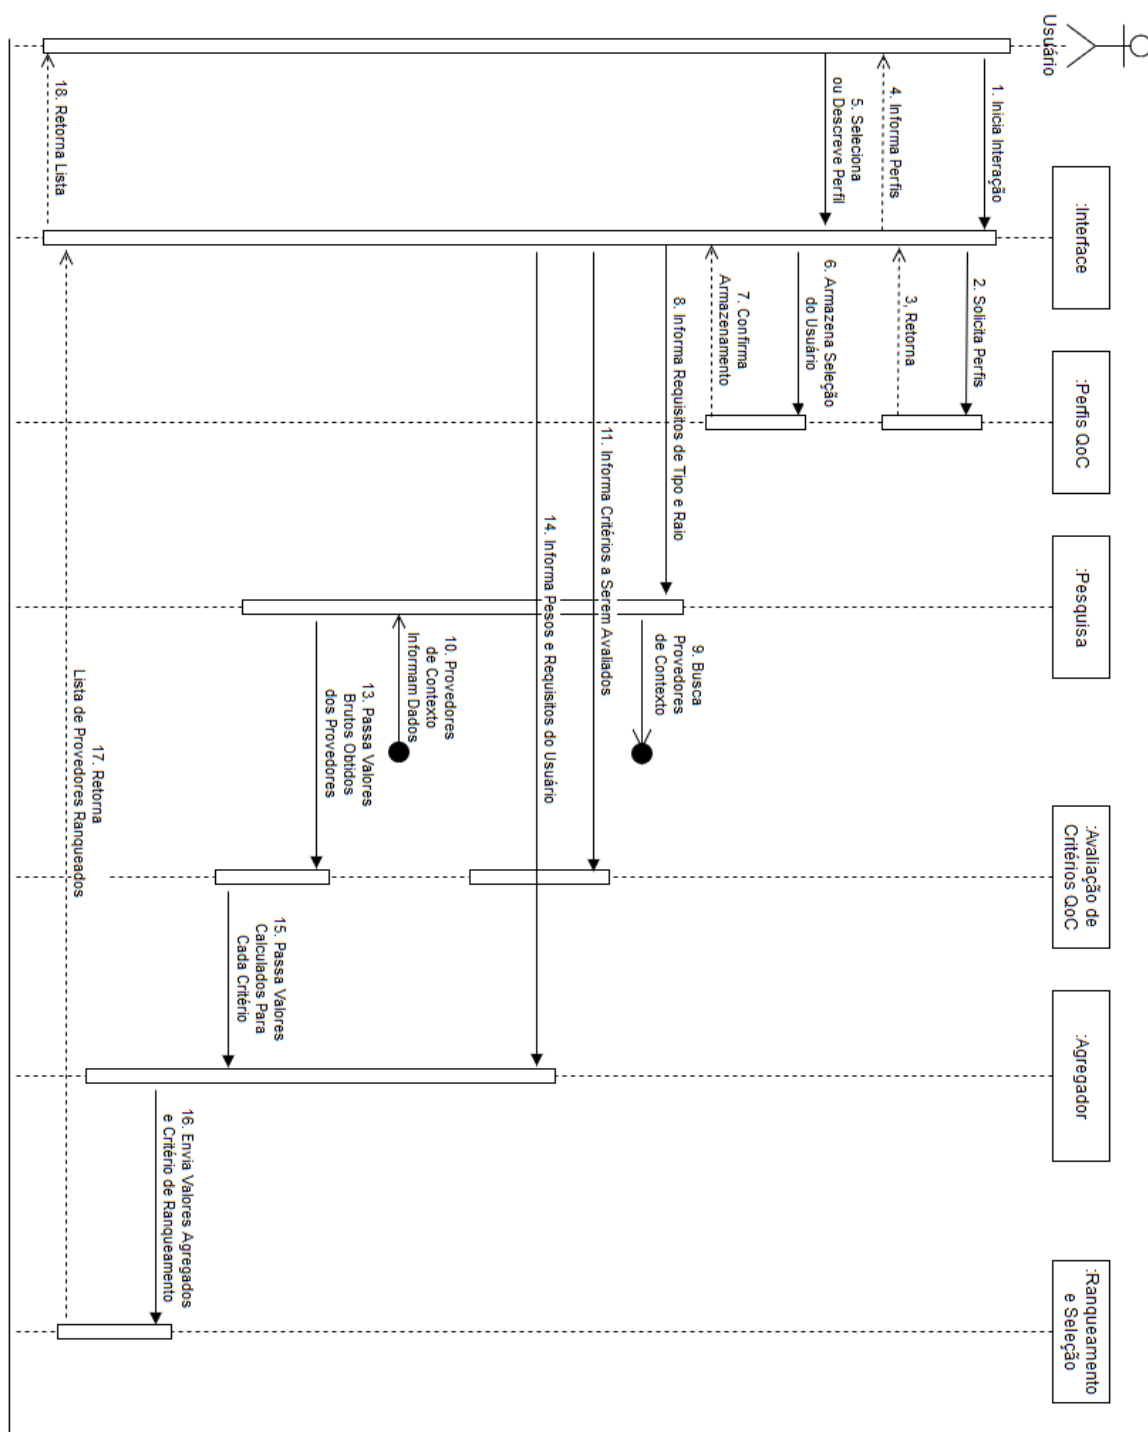 Usuário
:Interface
:Perfis QoC
:Pesquisa
:Avaliação de
Critérios QoC
:Agregador
:Ranqueamento
e Seleção
1. Inicia Interação
2. Solicita Perfis
3, Retorna
4. Informa Perfis
5. Seleciona
ou Descreve Perfil
6. Armazena Seleção
do Usuário
7. Confirma
Armazenamento
8. Informa Requisitos de Tipo e Raio
9. Busca
Provedores
de Contexto
10. Provedores
de Contexto
Informam Dados
11. Informa Critérios a Serem Avaliados
13. Passa Valores
Brutos Obtidos
dos Provedores
14. Informa Pesos e Requisitos do Usuário
15. Passa Valores
Calculados Para
Cada Critério
16. Envia Valores Agregados
e Critério de Ranqueamento
17. Retorna
Lista de Provedores Ranqueados
18. Retorna Lista